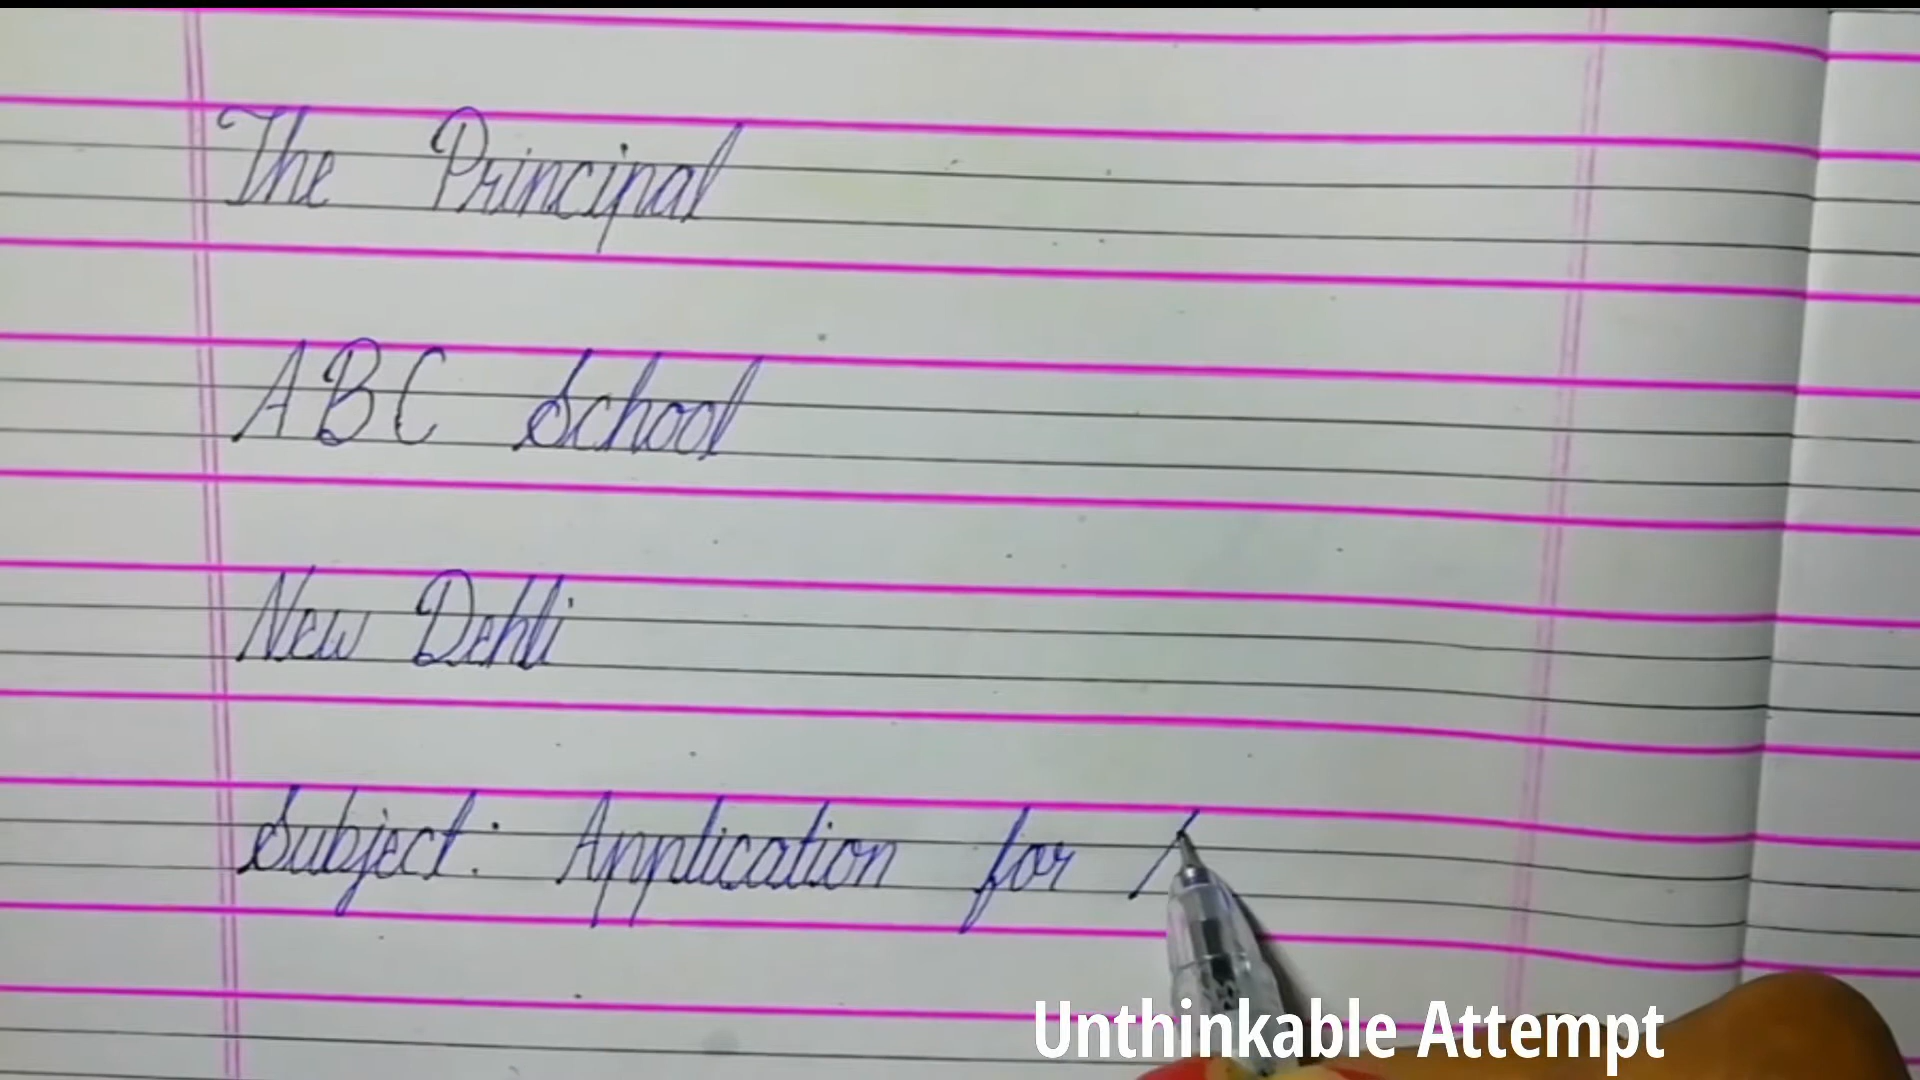 The Principal
ABC School
New Dehli
Subject: Application for
Unthinkable Attempt